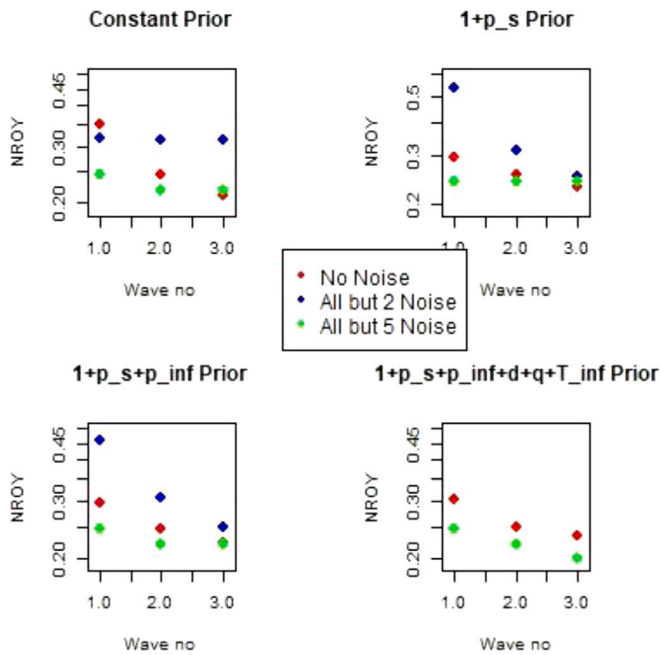 Constant Prior
NROY
0.20
0.30
0.45
1.0
2.0
3.0
Wave no
1+p_s Prior
NROY
0.2
0.3
0.5
1.0
2.0
3.0
Wave no
No Noise
All but 2 Noise
All but 5 Noise
1+p_s+p_inf Prior
NROY
0.20
0.30
0.45
1.0
2.0
3.0
Wave no
1+p_s+p_inf+d+q+T_inf Prior
NROY
0.20
0.30
0.45
1.0
2.0
3.0
Wave no